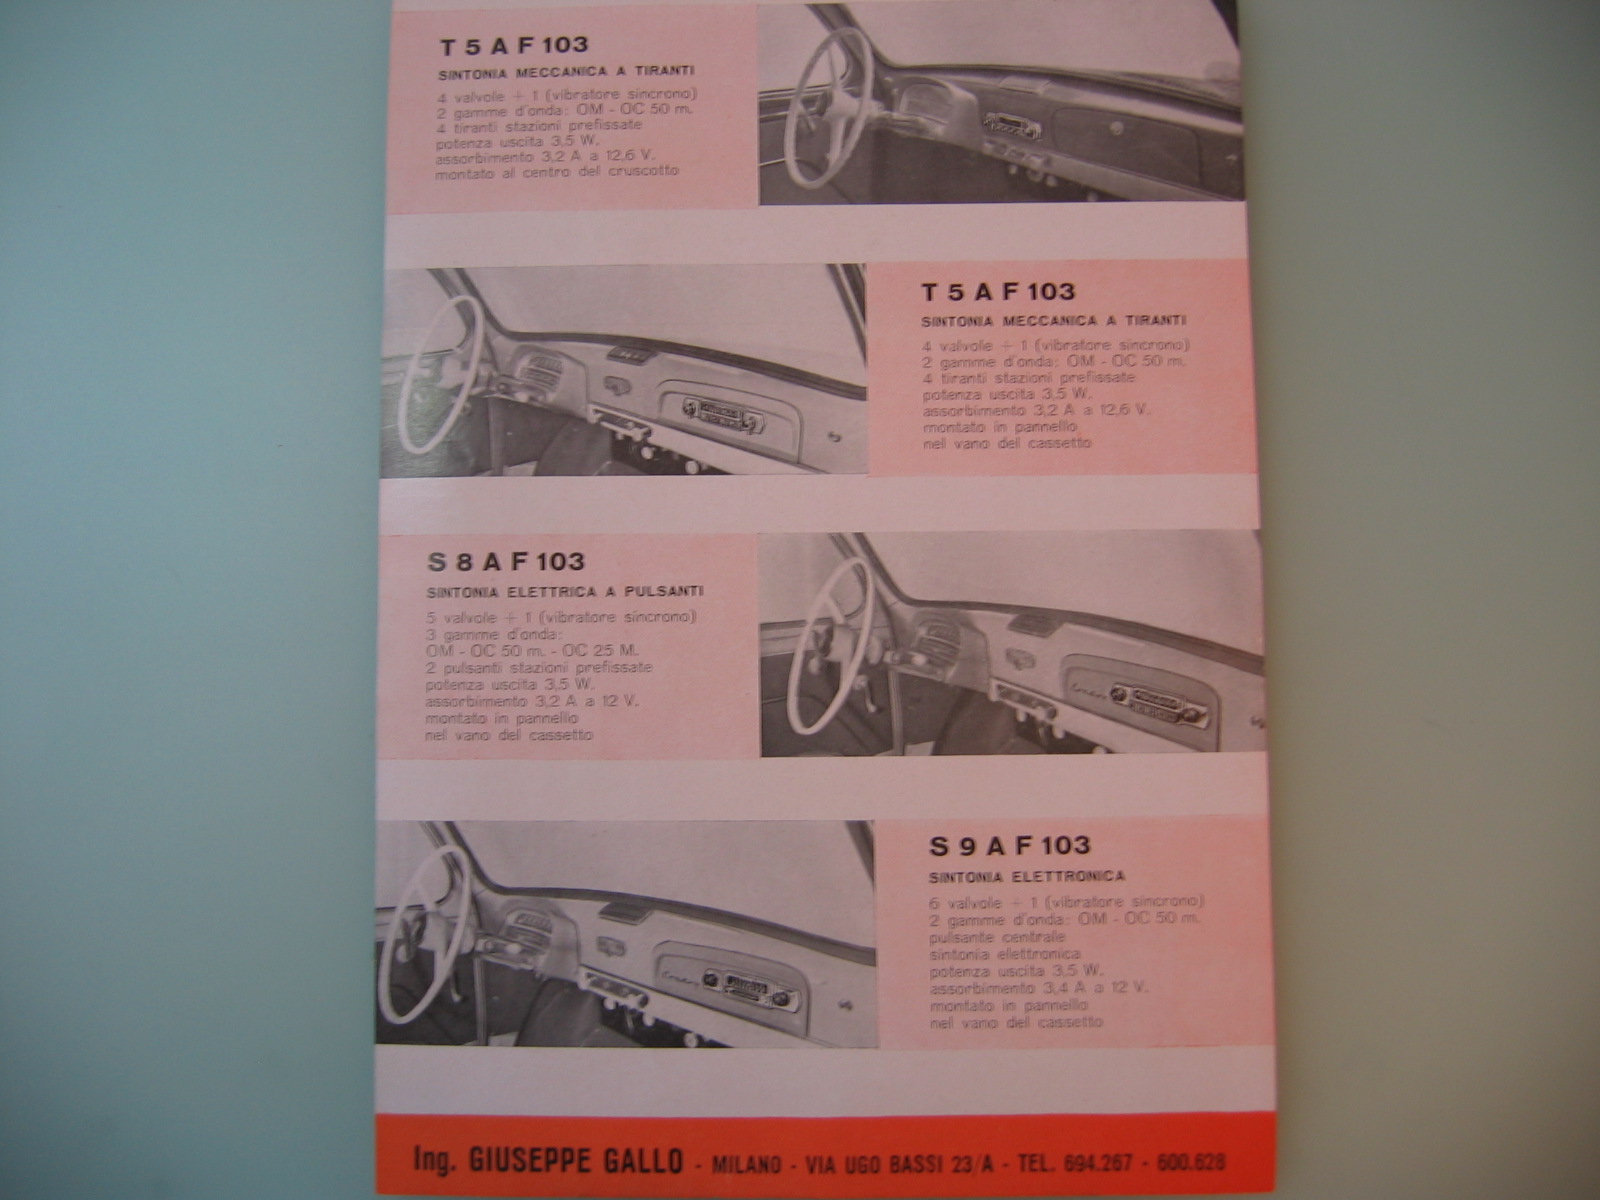 T 5 A F 103
SINTONIA MECCANICA A TIRANTI
4 valvole + 1 (vibratore sincrono)
2 gamme d'onda: OM - OC 50 m.
4 tiranti stazioni prefissate
potenza uscita 3,5 W.
assorbimento 3,2 A a 12,6 V.
montato al centro del cruscotto
T 5 A F 103
SINTONIA MECCANICA A TIRANTI
4 valvole + 1 (vibratore sincrono)
2 gamme d'onda: OM - OC 50 m.
4 tiranti stazioni prefissate
potenza uscita 3,5 W.
assorbimento 3,2 A a 12,6 V.
montato in pannello
nel vano del cassetto
S 8 A F 103
SINTONIA ELETTRICA A PULSANTI
5 valvole + 1 (vibratore sincrono)
3 gamme d'onda:
OM - OC 50 m. - OC 25 M.
2 pulsanti stazioni prefissate
potenza uscita 3,5 W.
assorbimento 3,2 A a 12 V.
montato in pannello
nel vano del cassetto
S 9 A F 103
SINTONIA ELETTRONICA
6 valvole + 1 (vibratore sincrono)
2 gamme d'onda: OM - OC 50 m.
pulsante centrale
sintonia elettronica
potenza uscita 3,5 W.
assorbimento 3,4 A a 12 V.
montato in pannello
nel vano del cassetto
Ing. GIUSEPPE GALLO - MILANO - VIA UGO BASSI 23/A - TEL. 694.267 - 600.628